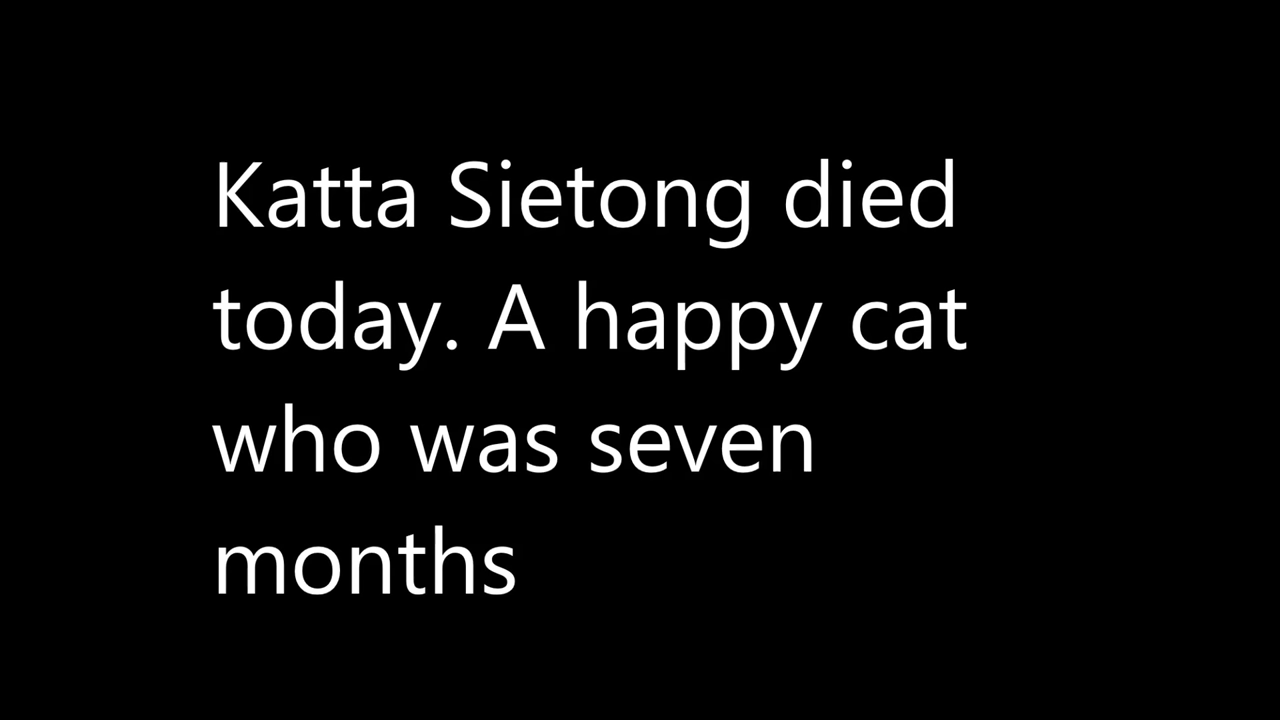 Katta Sietong died
today. A happy cat
who was seven
months